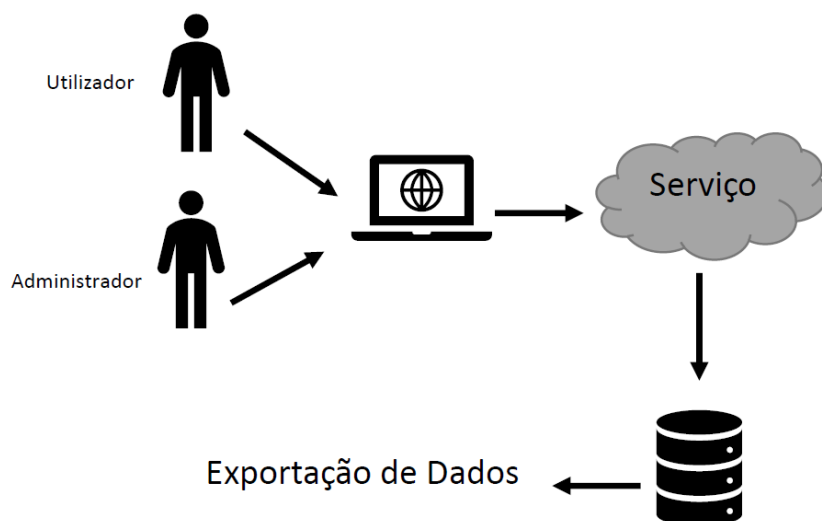 Utilizador
Serviço
Administrador
Exportação de Dados